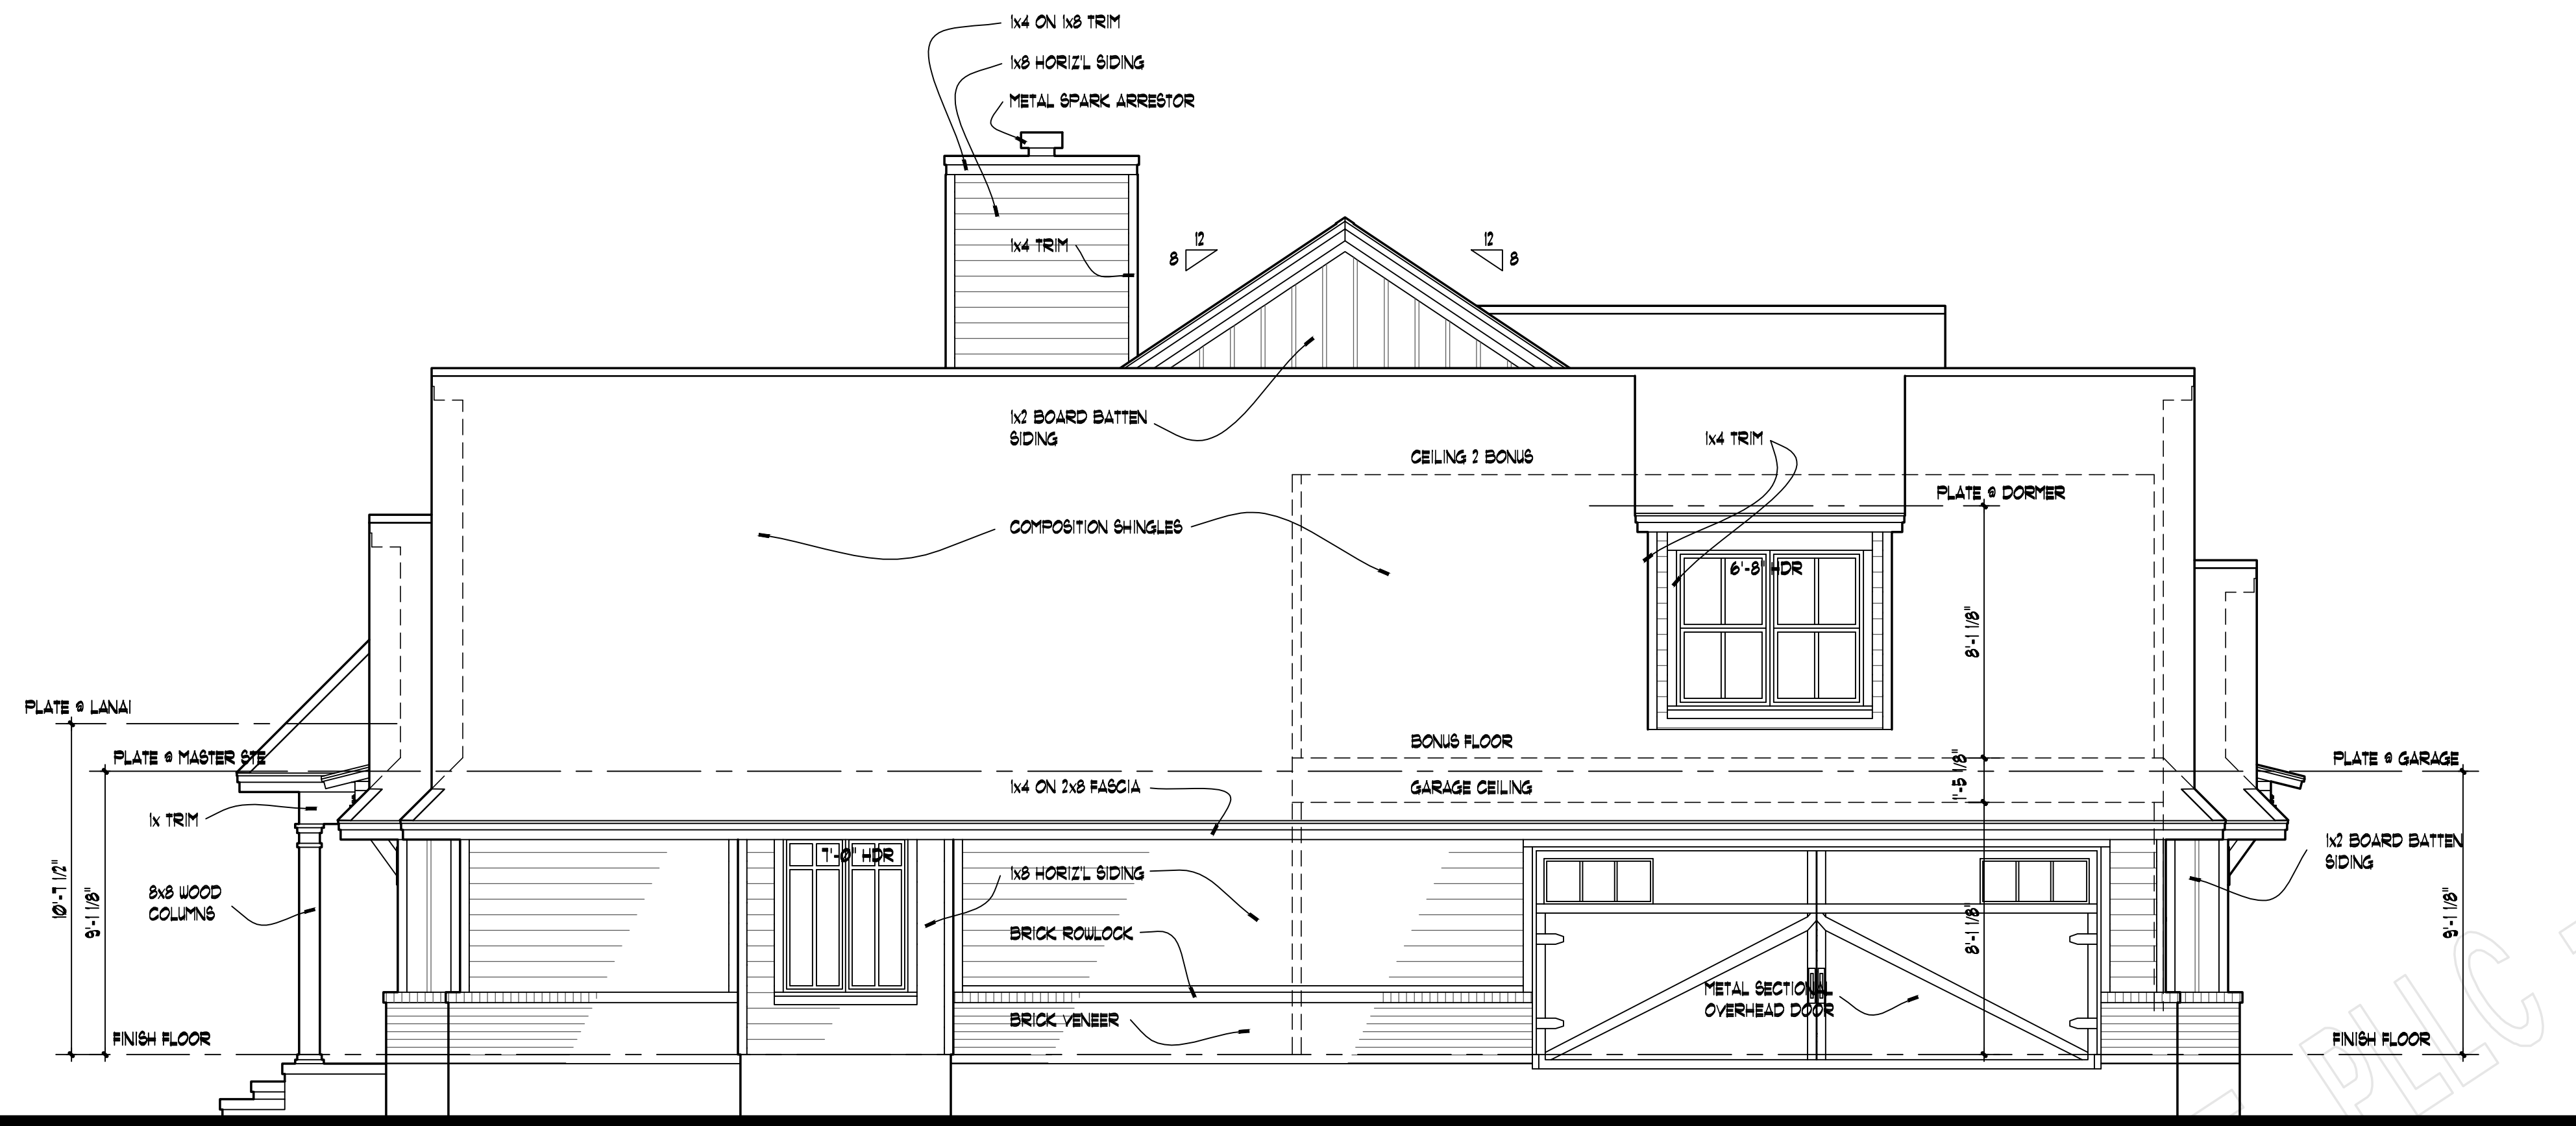 1x4 ON 1x8 TRIM
1x8 HORIZ'L SIDING
METAL SPARK ARRESTOR
1x4 TRIM
12
8
12
8
1x2 BOARD BATTEN
SIDING
1x4 TRIM
CEILING 2 BONUS
PLATE @ DORMER
COMPOSITION SHINGLES
6'-8" HDR
8'-1 1/8"
PLATE @ LANAI
BONUS FLOOR
PLATE @ MASTER STE
PLATE @ GARAGE
1'-5 1/8"
1x4 ON 2x8 FASCIA
GARAGE CEILING
1x TRIM
7'-0" HDR
1x2 BOARD BATTEN
SIDING
1x8 HORIZ'L SIDING
10'-7 1/2"
9'-1 1/8"
8x8 WOOD
COLUMNS
BRICK ROWLOCK
8'-1 1/8"
9'-1 1/8"
METAL SECTIONAL
OVERHEAD DOOR
BRICK VENEER
FINISH FLOOR
FINISH FLOOR
PLLC